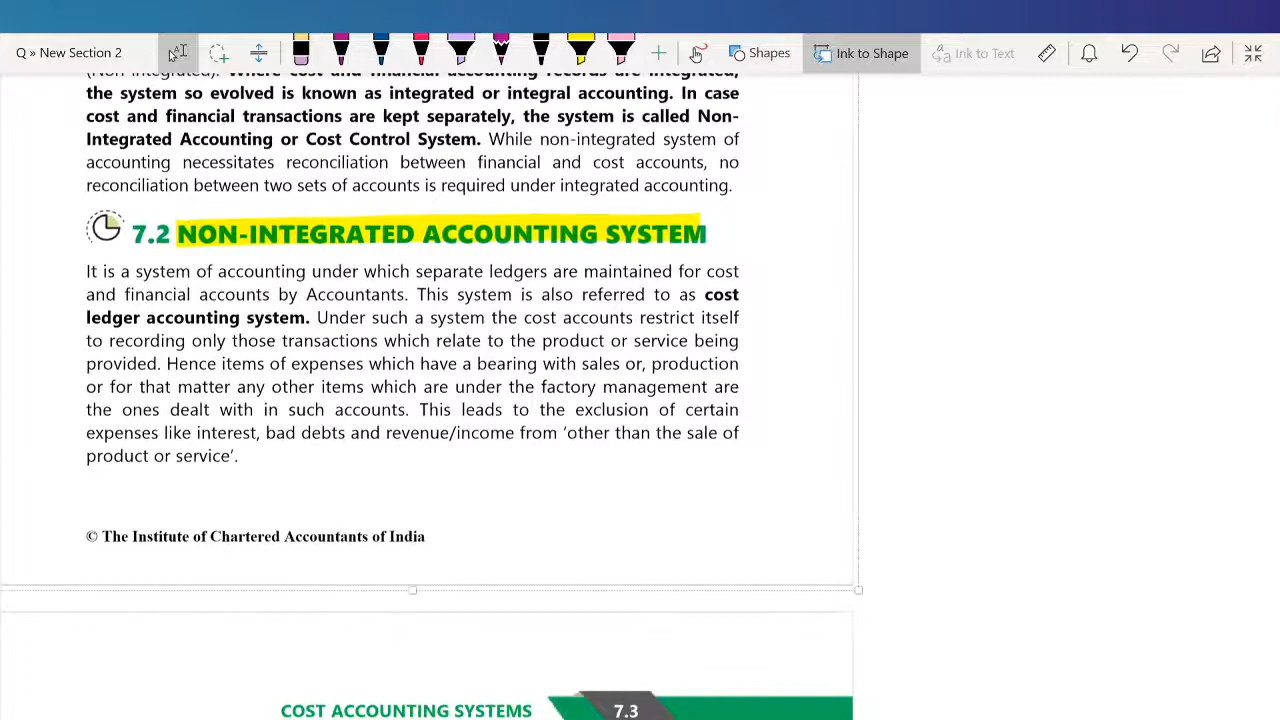 Q » New Section 2
Shapes
Ink to Shape
Ink to Text
(Non-Integrated). Where cost and financial accounting records are integrated,
the system so evolved is known as integrated or integral accounting. In case
cost and financial transactions are kept separately, the system is called Non-
Integrated Accounting or Cost Control System. While non-integrated system of
accounting necessitates reconciliation between financial and cost accounts, no
reconciliation between two sets of accounts is required under integrated accounting.
7.2 NON-INTEGRATED ACCOUNTING SYSTEM
It is a system of accounting under which separate ledgers are maintained for cost
and financial accounts by Accountants. This system is also referred to as cost
ledger accounting system. Under such a system the cost accounts restrict itself
to recording only those transactions which relate to the product or service being
provided. Hence items of expenses which have a bearing with sales or, production
or for that matter any other items which are under the factory management are
the ones dealt with in such accounts. This leads to the exclusion of certain
expenses like interest, bad debts and revenue/income from ‘other than the sale of
product or service’.
© The Institute of Chartered Accountants of India
COST ACCOUNTING SYSTEMS 7.3